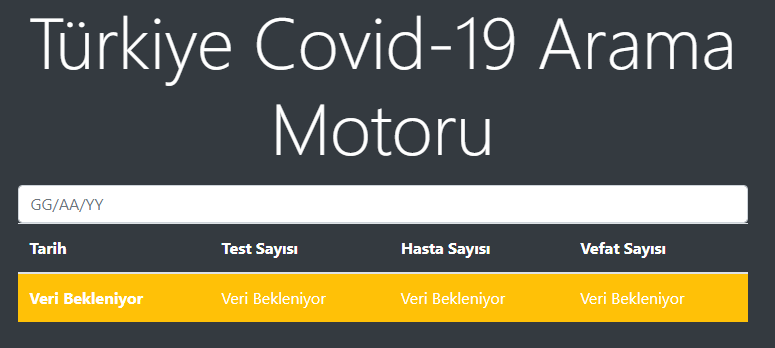 Türkiye Covid-19 Arama
Motoru
GG/AA/YY
Tarih Test Sayısı Hasta Sayısı Vefat Sayısı
Veri Bekleniyor Veri Bekleniyor Veri Bekleniyor Veri Bekleniyor